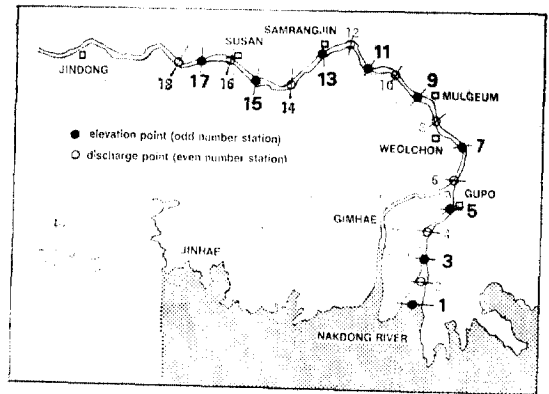 SAMRANGJIN
12
SUSAN
JINDONG
18
17
16
15
14
13
11
10
9
MULGEUM
WEOLCHON
7
elevation point (odd number station)
discharge point (even number station)
6
GUPO
5
GIMHAE
4
JINHAE
3
1
NAKDONG RIVER